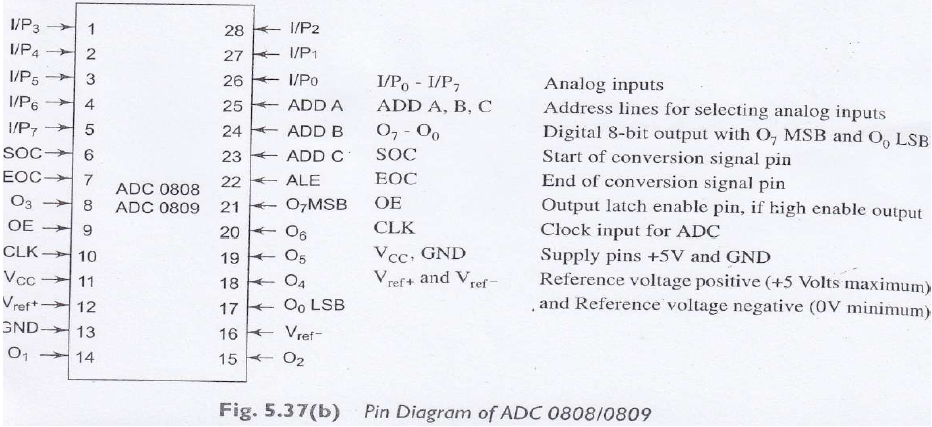 I/P3 → 1
I/P4 → 2
I/P5 → 3
I/P6 → 4
I/P7 → 5
SOC → 6
EOC → 7
O3 → 8
OE → 9
CLK → 10
VCC → 11
Vref+ → 12
GND → 13
O1 → 14
ADC 0808
ADC 0809
28 ← I/P2
27 ← I/P1
26 ← I/P0
25 ← ADD A
24 ← ADD B
23 ← ADD C
22 ← ALE
21 ← O7MSB
20 ← O6
19 ← O5
18 ← O4
17 ← O0 LSB
16 ← Vref-
15 ← O2
I/P0 - I/P7 Analog inputs
ADD A, B, C Address lines for selecting analog inputs
O7 - O0 Digital 8-bit output with O7 MSB and O0 LSB
SOC Start of conversion signal pin
EOC End of conversion signal pin
OE Output latch enable pin, if high enable output
CLK Clock input for ADC
VCC, GND Supply pins +5V and GND
Vref+ and Vref- Reference voltage positive (+5 Volts maximum)
and Reference voltage negative (0V minimum)
Fig. 5.37(b) Pin Diagram of ADC 0808/0809